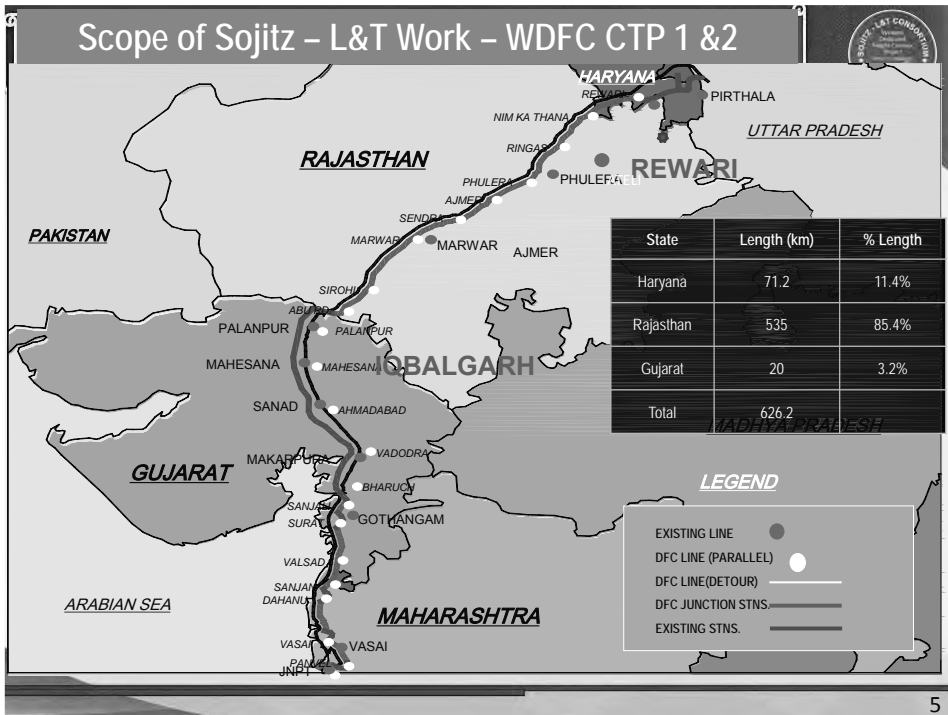 Scope of Sojitz – L&T Work – WDFC CTP 1 &2
SOJITZ - L&T CONSORTIUM
HARYANA
REWARI
PIRTHALA
NIM KA THANA
UTTAR PRADESH
RINGAS
RAJASTHAN
REWARI
PHULERA
PHULERA
AJMER
SENDRA
PAKISTAN
MARWAR
MARWAR
AJMER
State Length (km) % Length
Haryana 71.2 11.4%
Rajasthan 535 85.4%
Gujarat 20 3.2%
Total 626.2
MADHYA PRADESH
SIROHI
ABU RD
PALANPUR
PALANPUR
MAHESANA
MAHESANA
IQBALGARH
SANAD
AHMADABAD
MAKARPURA
VADODRA
GUJARAT
BHARUCH
SANJALI
GOTHANGAM
SURAT
VALSAD
SANJAN
DAHANU
ARABIAN SEA
MAHARASHTRA
VASAI
VASAI
PANVEL
JNPT
LEGEND
EXISTING LINE
DFC LINE (PARALLEL)
DFC LINE(DETOUR)
DFC JUNCTION STNS.
EXISTING STNS.
5